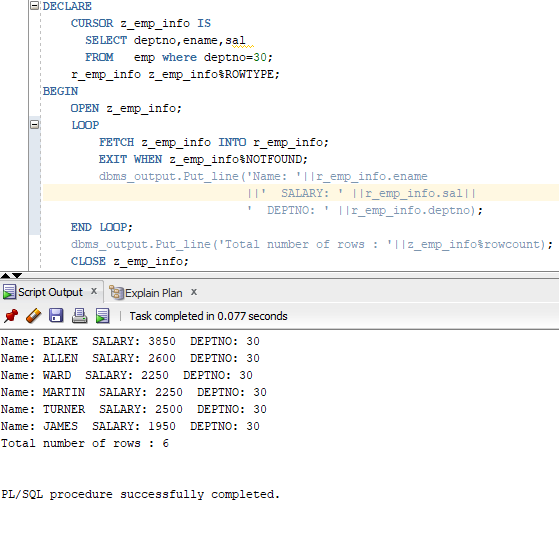 DECLARE
CURSOR z_emp_info IS
SELECT deptno,ename,sal
FROM   emp where deptno=30;
r_emp_info z_emp_info%ROWTYPE;
BEGIN
OPEN z_emp_info;
LOOP
FETCH z_emp_info INTO r_emp_info;
EXIT WHEN z_emp_info%NOTFOUND;
dbms_output.Put_line('Name: '||r_emp_info.ename
||'  SALARY: ' ||r_emp_info.sal||
'  DEPTNO: ' ||r_emp_info.deptno);
END LOOP;
dbms_output.Put_line('Total number of rows : '||z_emp_info%rowcount);
CLOSE z_emp_info;
Script Output x Explain Plan x
Task completed in 0.077 seconds
Name: BLAKE  SALARY: 3850  DEPTNO: 30
Name: ALLEN  SALARY: 2600  DEPTNO: 30
Name: WARD  SALARY: 2250  DEPTNO: 30
Name: MARTIN  SALARY: 2250  DEPTNO: 30
Name: TURNER  SALARY: 2500  DEPTNO: 30
Name: JAMES  SALARY: 1950  DEPTNO: 30
Total number of rows : 6
PL/SQL procedure successfully completed.